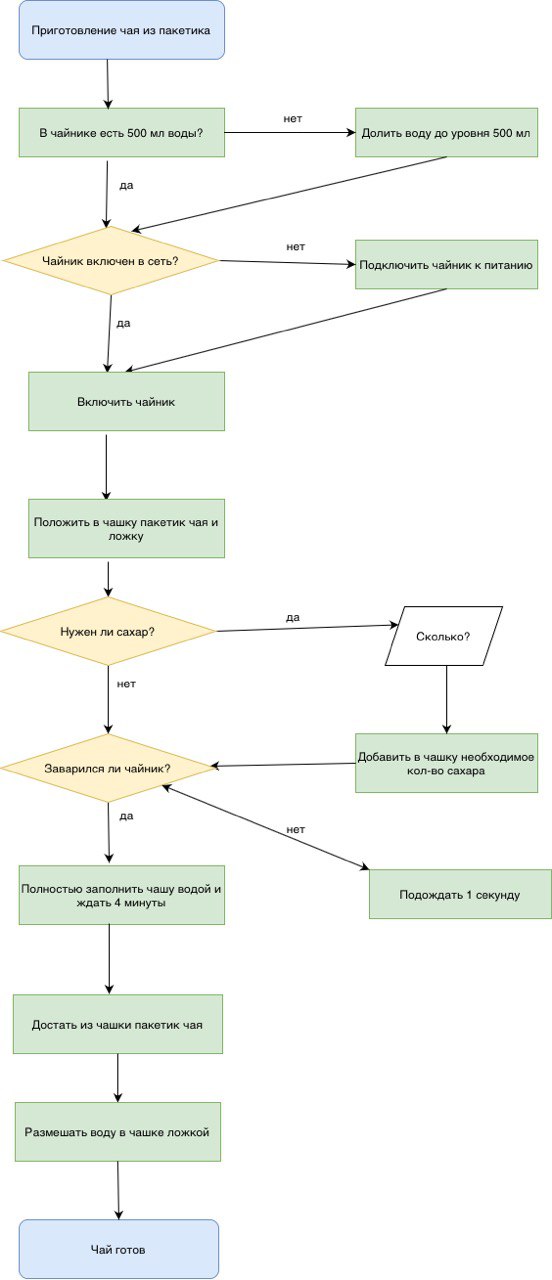 Приготовление чая из пакетика
В чайнике есть 500 мл воды?
нет
Долить воду до уровня 500 мл
да
Чайник включен в сеть?
нет
Подключить чайник к питанию
да
Включить чайник
Положить в чашку пакетик чая и
ложку
Нужен ли сахар?
да
Сколько?
нет
Заварился ли чайник?
Добавить в чашку необходимое
кол-во сахара
да
нет
Полностью заполнить чашу водой и
ждать 4 минуты
Подождать 1 секунду
Достать из чашки пакетик чая
Размешать воду в чашке ложкой
Чай готов